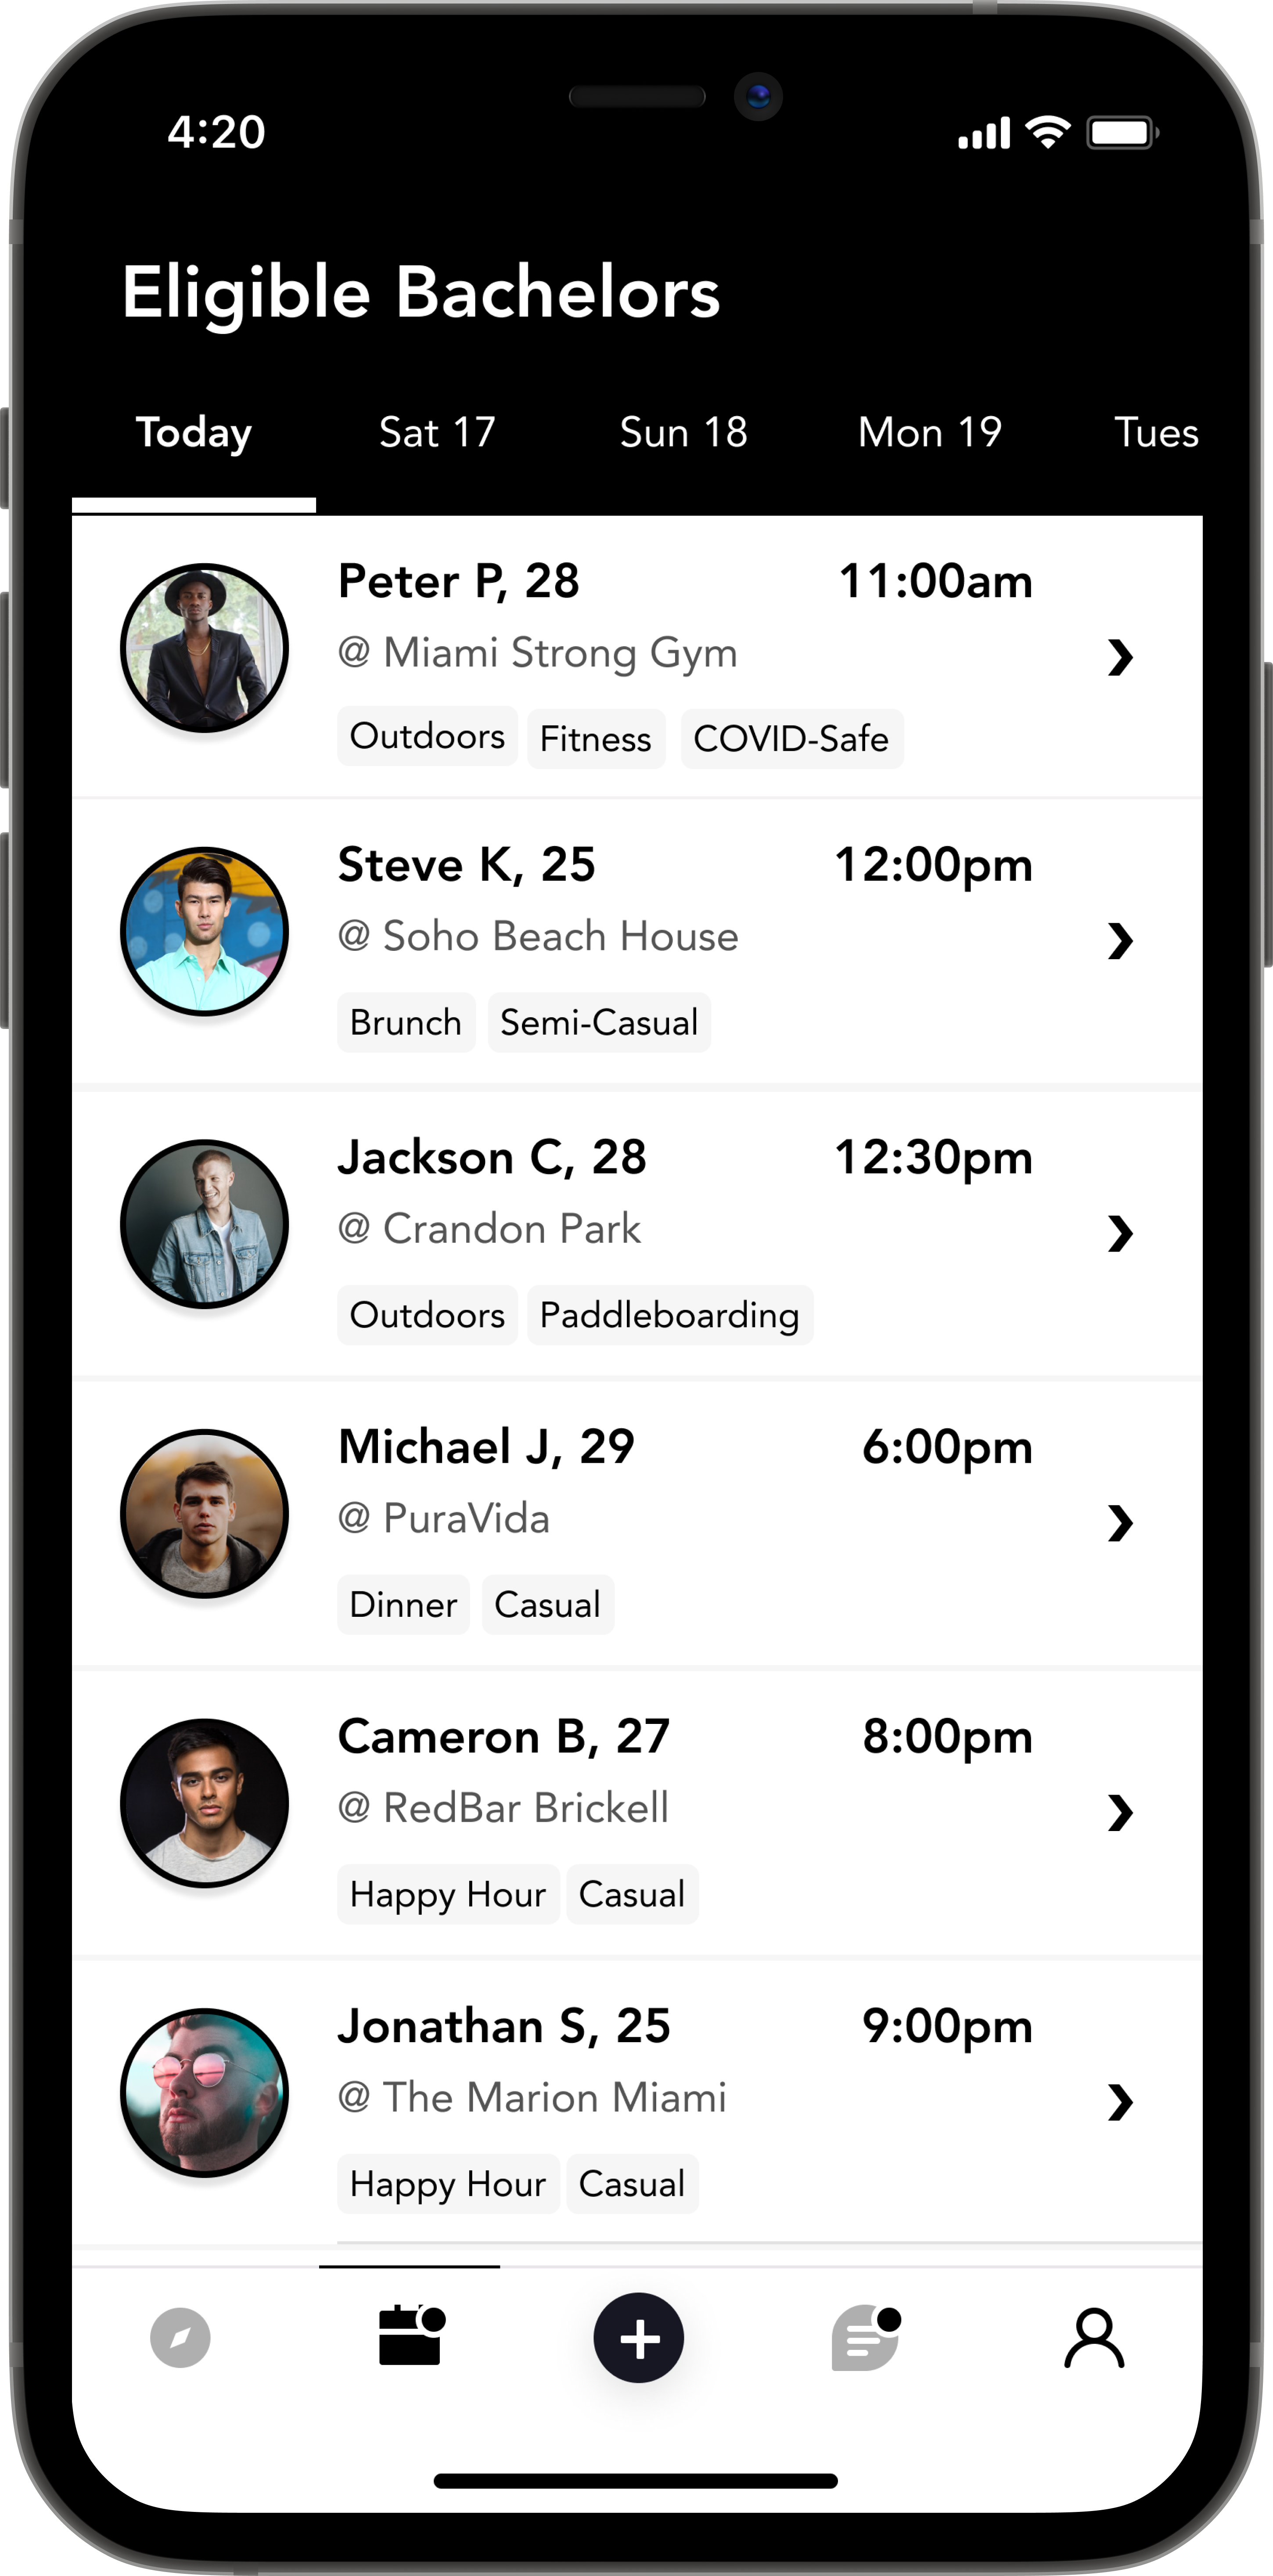 4:20
Eligible Bachelors
Today Sat 17 Sun 18 Mon 19 Tues
Peter P, 28 11:00am
@ Miami Strong Gym
Outdoors Fitness COVID-Safe
Steve K, 25 12:00pm
@ Soho Beach House
Brunch Semi-Casual
Jackson C, 28 12:30pm
@ Crandon Park
Outdoors Paddleboarding
Michael J, 29 6:00pm
@ PuraVida
Dinner Casual
Cameron B, 27 8:00pm
@ RedBar Brickell
Happy Hour Casual
Jonathan S, 25 9:00pm
@ The Marion Miami
Happy Hour Casual